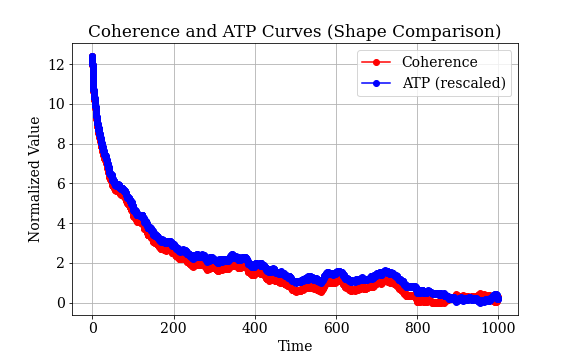 Coherence and ATP Curves (Shape Comparison)
Coherence
ATP (rescaled)
Normalized Value
12
10
8
6
4
2
0
0 200 400 600 800 1000
Time